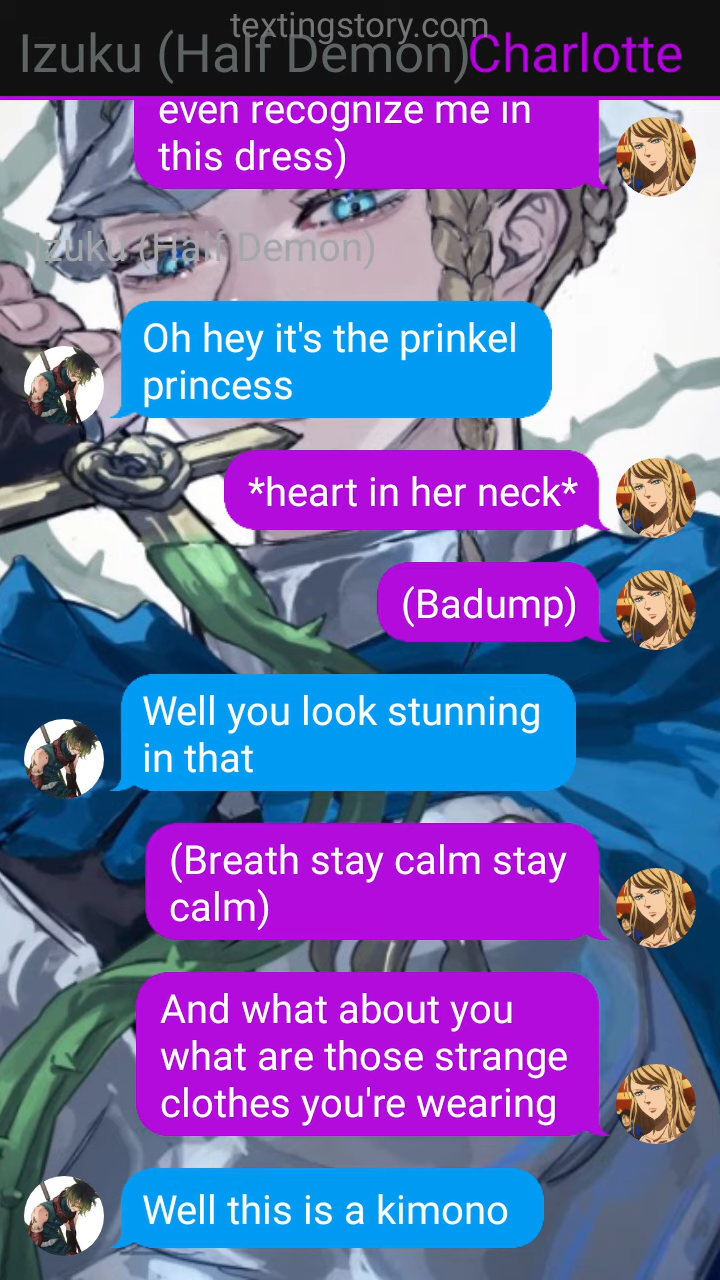 textingstory.com
Izuku (Half Demon) Charlotte
even recognize me in
this dress)
Izuku (Half Demon)
Oh hey it's the prinkel
princess
*heart in her neck*
(Badump)
Well you look stunning
in that
(Breath stay calm stay
calm)
And what about you
what are those strange
clothes you're wearing
Well this is a kimono